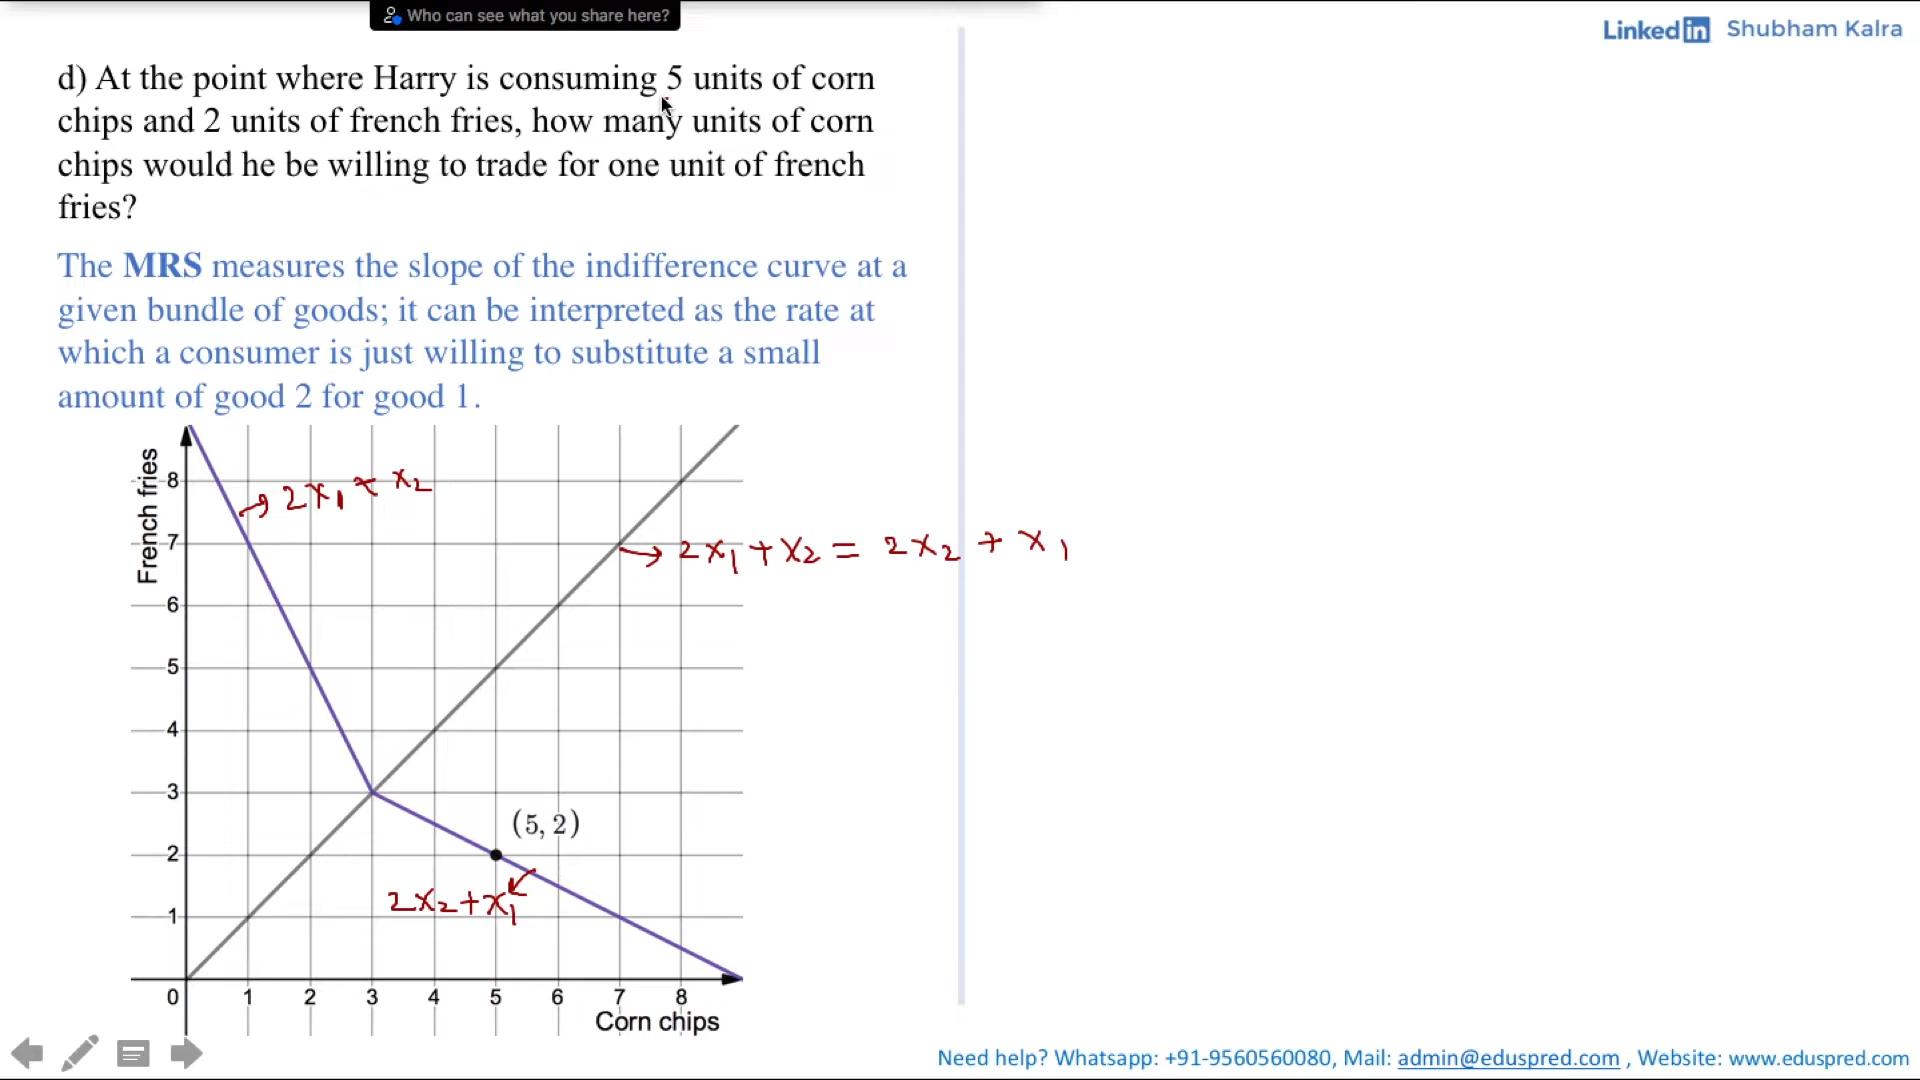 Who can see what you share here?
Linked in Shubham Kalra
d) At the point where Harry is consuming 5 units of corn
chips and 2 units of french fries, how many units of corn
chips would he be willing to trade for one unit of french
fries?
The MRS measures the slope of the indifference curve at a
given bundle of goods; it can be interpreted as the rate at
which a consumer is just willing to substitute a small
amount of good 2 for good 1.
French fries
8
2x₁ + x₂
7
2x₁ + x₂ = 2x₂ + x₁
6
5
4
3
(5, 2)
2
2x₂ + x₁
1
0 1 2 3 4 5 6 7 8
Corn chips
Need help? Whatsapp: +91-9560560080, Mail: admin@eduspred.com , Website: www.eduspred.com